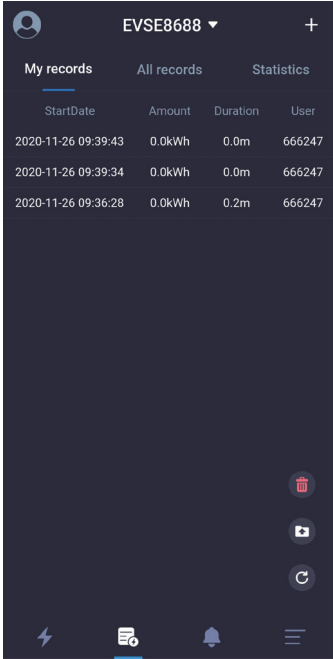 EVSE8688
My records All records Statistics
StartDate Amount Duration User
2020-11-26 09:39:43 0.0kWh 0.0m 666247
2020-11-26 09:39:34 0.0kWh 0.0m 666247
2020-11-26 09:36:28 0.0kWh 0.2m 666247